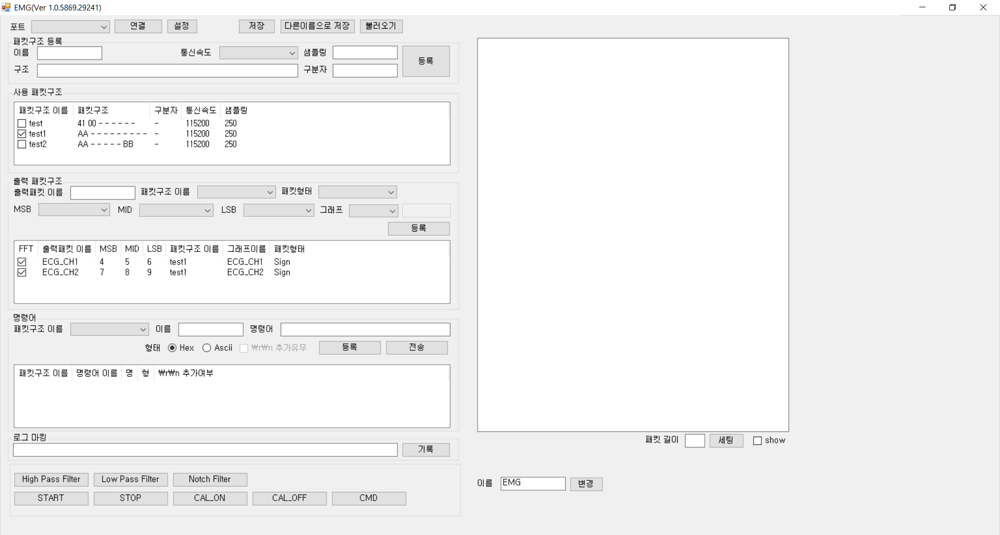 EMG(Ver 1.0.5869.29241)
포트 연결 설정 저장 다른이름으로 저장 불러오기
패킷구조 등록
이름 통신속도 샘플링 등록
구조 구분자
사용 패킷구조
패킷구조 이름 패킷구조 구분자 통신속도 샘플링
test 41 00 - - - - - - - 115200 250
test1 AA - - - - - - - - - - 115200 250
test2 AA - - - - - BB - 115200 250
출력 패킷구조
출력패킷 이름 패킷구조 이름 패킷형태
MSB MID LSB 그래프
등록
FFT 출력패킷 이름 MSB MID LSB 패킷구조 이름 그래프이름 패킷형태
ECG_CH1 4 5 6 test1 ECG_CH1 Sign
ECG_CH2 7 8 9 test1 ECG_CH2 Sign
명령어
패킷구조 이름 이름 명령어
형태 Hex Ascii ₩r₩n 추가유무 등록 전송
패킷구조 이름 명령어 이름 명 형 ₩r₩n 추가여부
로그 마킹
기록
패킷 길이 세팅 show
High Pass Filter Low Pass Filter Notch Filter
START STOP CAL_ON CAL_OFF CMD
이름 EMG 변경